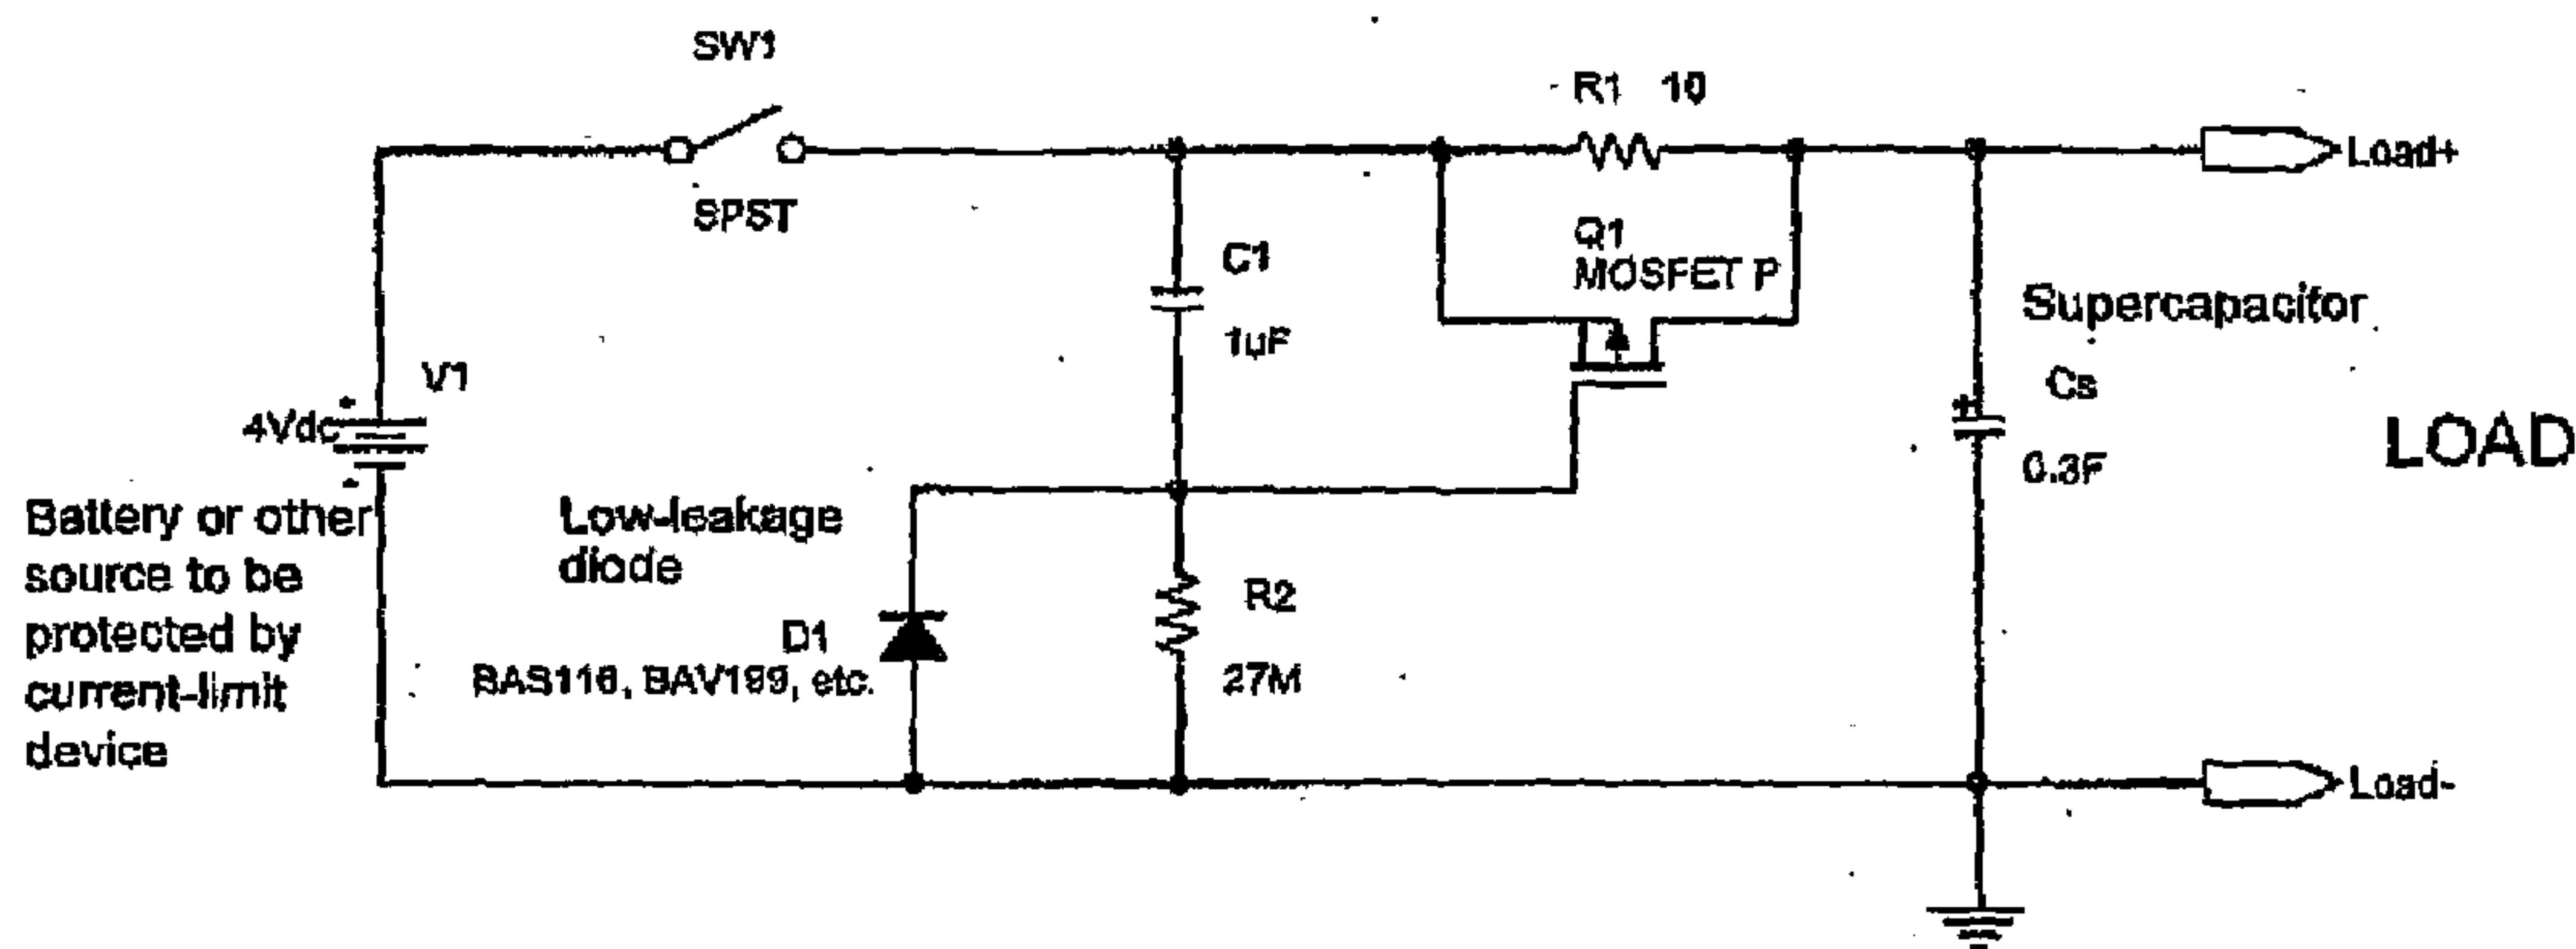 SW1
SPST
R1 10
Load+
Q1
MOSFET P
C1
1uF
Supercapacitor
Cs
0.3F
LOAD
V1
4Vdc
+
-
+
Battery or other
source to be
protected by
current-limit
device
Low-leakage
diode
D1
BAS116, BAV199, etc.
R2
27M
Load-